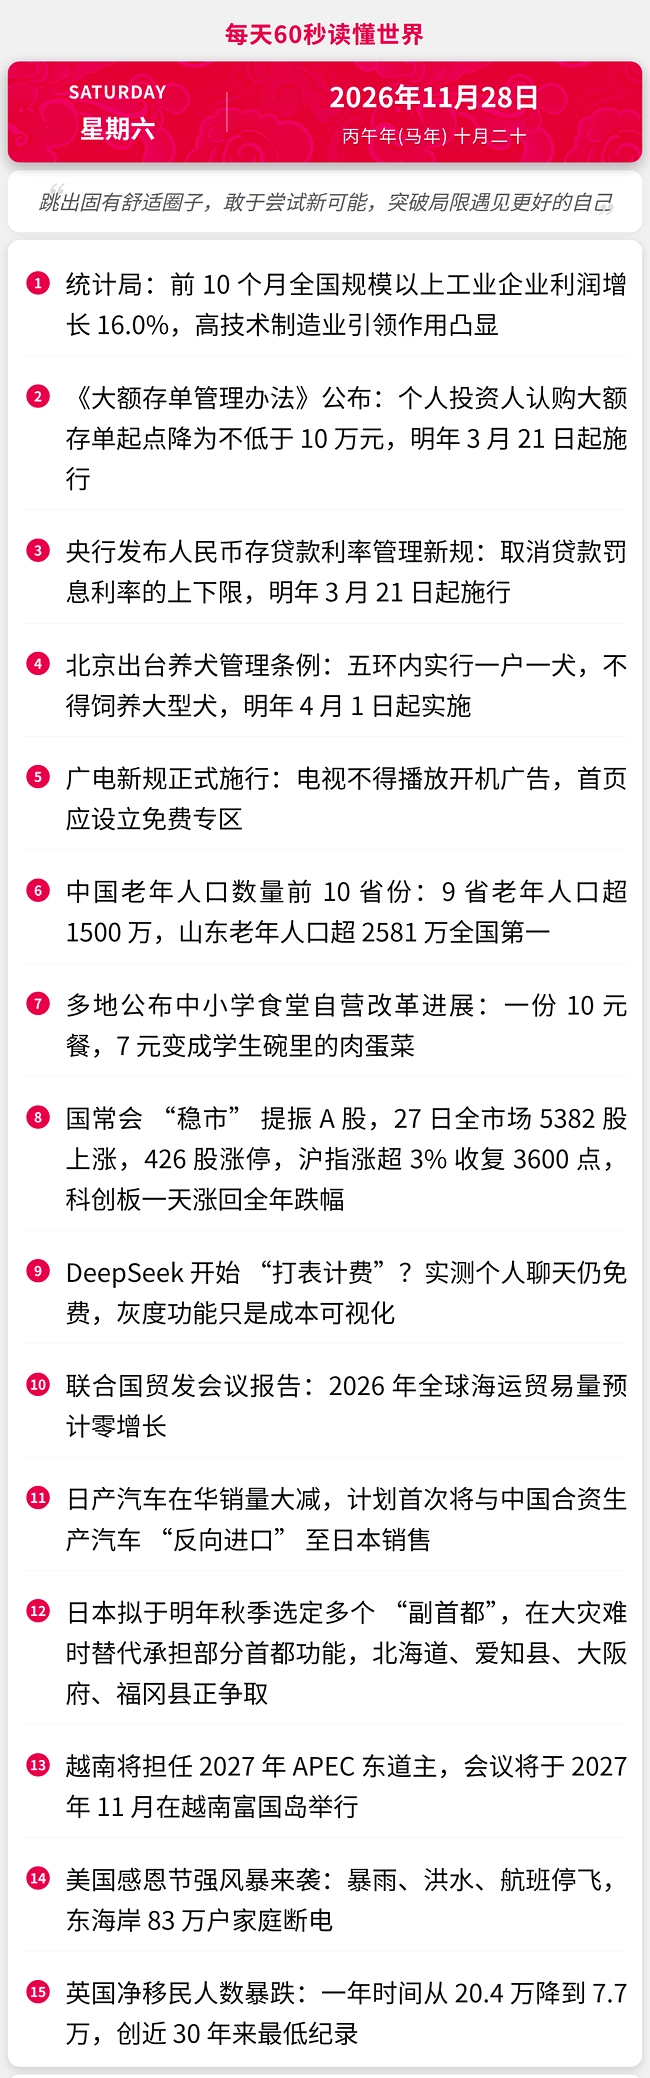 每天60秒读懂世界
SATURDAY
星期六
2026年11月28日
丙午年(马年) 十月二十
“跳出固有舒适圈子，敢于尝试新可能，突破局限遇见更好的自己”
1 统计局：前 10 个月全国规模以上工业企业利润增
长 16.0%，高技术制造业引领作用凸显
2 《大额存单管理办法》公布：个人投资人认购大额
存单起点降为不低于 10 万元，明年 3 月 21 日起施
行
3 央行发布人民币存贷款利率管理新规：取消贷款罚
息利率的上下限，明年 3 月 21 日起施行
4 北京出台养犬管理条例：五环内实行一户一犬，不
得饲养大型犬，明年 4 月 1 日起实施
5 广电新规正式施行：电视不得播放开机广告，首页
应设立免费专区
6 中国老年人口数量前 10 省份：9 省老年人口超
1500 万，山东老年人口超 2581 万全国第一
7 多地公布中小学食堂自营改革进展：一份 10 元
餐，7 元变成学生碗里的肉蛋菜
8 国常会 “稳市” 提振 A 股，27 日全市场 5382 股
上涨，426 股涨停，沪指涨超 3% 收复 3600 点，
科创板一天涨回全年跌幅
9 DeepSeek 开始 “打表计费”？实测个人聊天仍免
费，灰度功能只是成本可视化
10 联合国贸发会议报告：2026 年全球海运贸易量预
计零增长
11 日产汽车在华销量大减，计划首次将与中国合资生
产汽车 “反向进口” 至日本销售
12 日本拟于明年秋季选定多个 “副首都”，在大灾难
时替代承担部分首都功能，北海道、爱知县、大阪
府、福冈县正争取
13 越南将担任 2027 年 APEC 东道主，会议将于 2027
年 11 月在越南富国岛举行
14 美国感恩节强风暴来袭：暴雨、洪水、航班停飞，
东海岸 83 万户家庭断电
15 英国净移民人数暴跌：一年时间从 20.4 万降到 7.7
万，创近 30 年来最低纪录